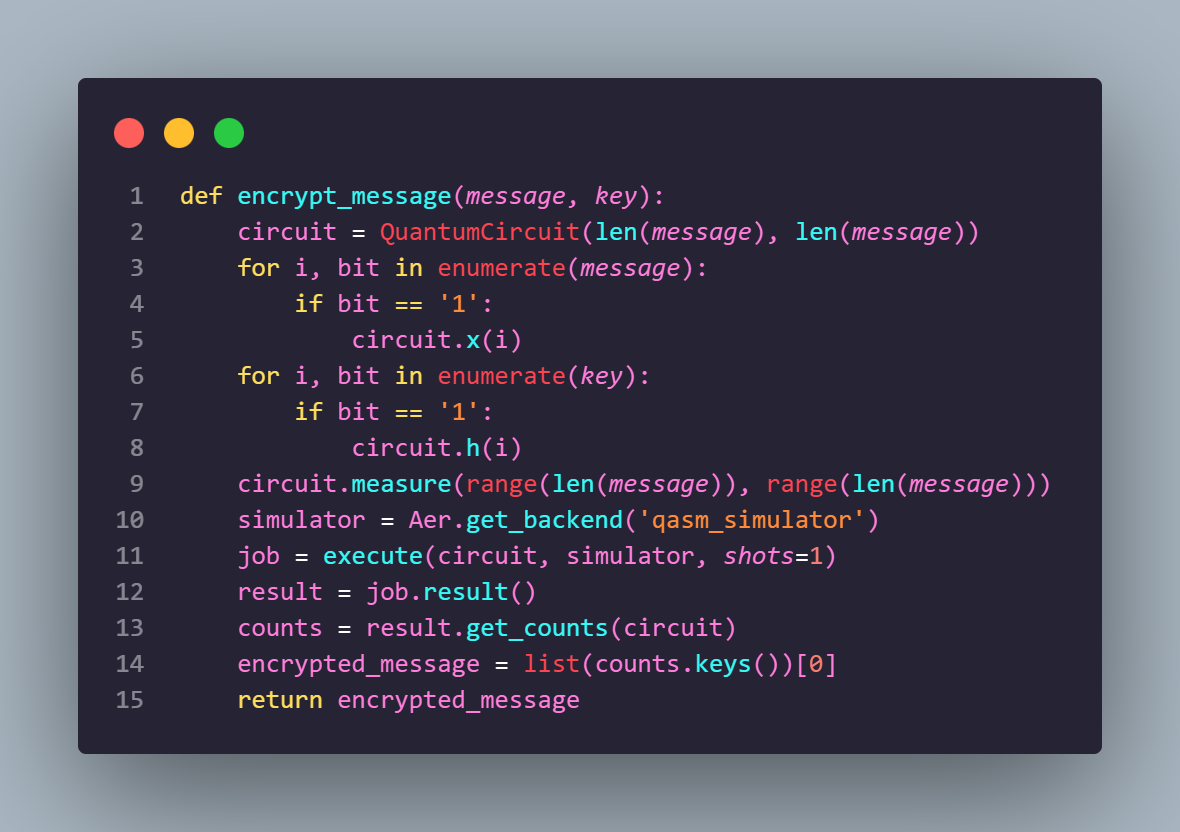 1 def encrypt_message(message, key):
2     circuit = QuantumCircuit(len(message), len(message))
3     for i, bit in enumerate(message):
4         if bit == '1':
5             circuit.x(i)
6     for i, bit in enumerate(key):
7         if bit == '1':
8             circuit.h(i)
9     circuit.measure(range(len(message)), range(len(message)))
10     simulator = Aer.get_backend('qasm_simulator')
11     job = execute(circuit, simulator, shots=1)
12     result = job.result()
13     counts = result.get_counts(circuit)
14     encrypted_message = list(counts.keys())[0]
15     return encrypted_message